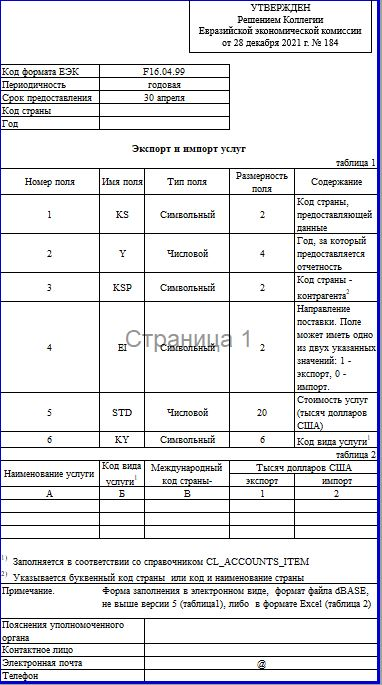 УТВЕРЖДЕН
Решением Коллегии
Евразийской экономической комиссии
от 28 декабря 2021 г. № 184
Код формата ЕЭК F16.04.99
Периодичность годовая
Срок предоставления 30 апреля
Код страны
Год
Экспорт и импорт услуг
таблица 1
Номер поля Имя поля Тип поля Размерность поля Содержание
1 KS Символьный 2 Код страны, предоставляющей данные
2 Y Числовой 4 Год, за который предоставляется отчетность
3 KSP Символьный 2 Код страны - контрагента2
4 EI Символьный 2 Направление поставки. Поле может иметь одно из двух указанных значений: 1 - экспорт, 0 - импорт.
Страница 1
5 STD Числовой 20 Стоимость услуг (тысяч долларов США)
6 KY Символьный 6 Код вида услуги1
таблица 2
Наименование услуги Код вида услуги1 Международный код страны- Тысяч долларов США
экспорт импорт
А Б В 1 2
1) Заполняется в соответствии со справочником CL_ACCOUNTS_ITEM
2) Указывается буквенный код страны или код и наименование страны
Примечание. Форма заполнения в электронном виде, формат файла dBASE,
не выше версии 5 (таблица1), либо в формате Excel (таблица 2)
Пояснения уполномоченного
органа
Контактное лицо
Электронная почта @
Телефон